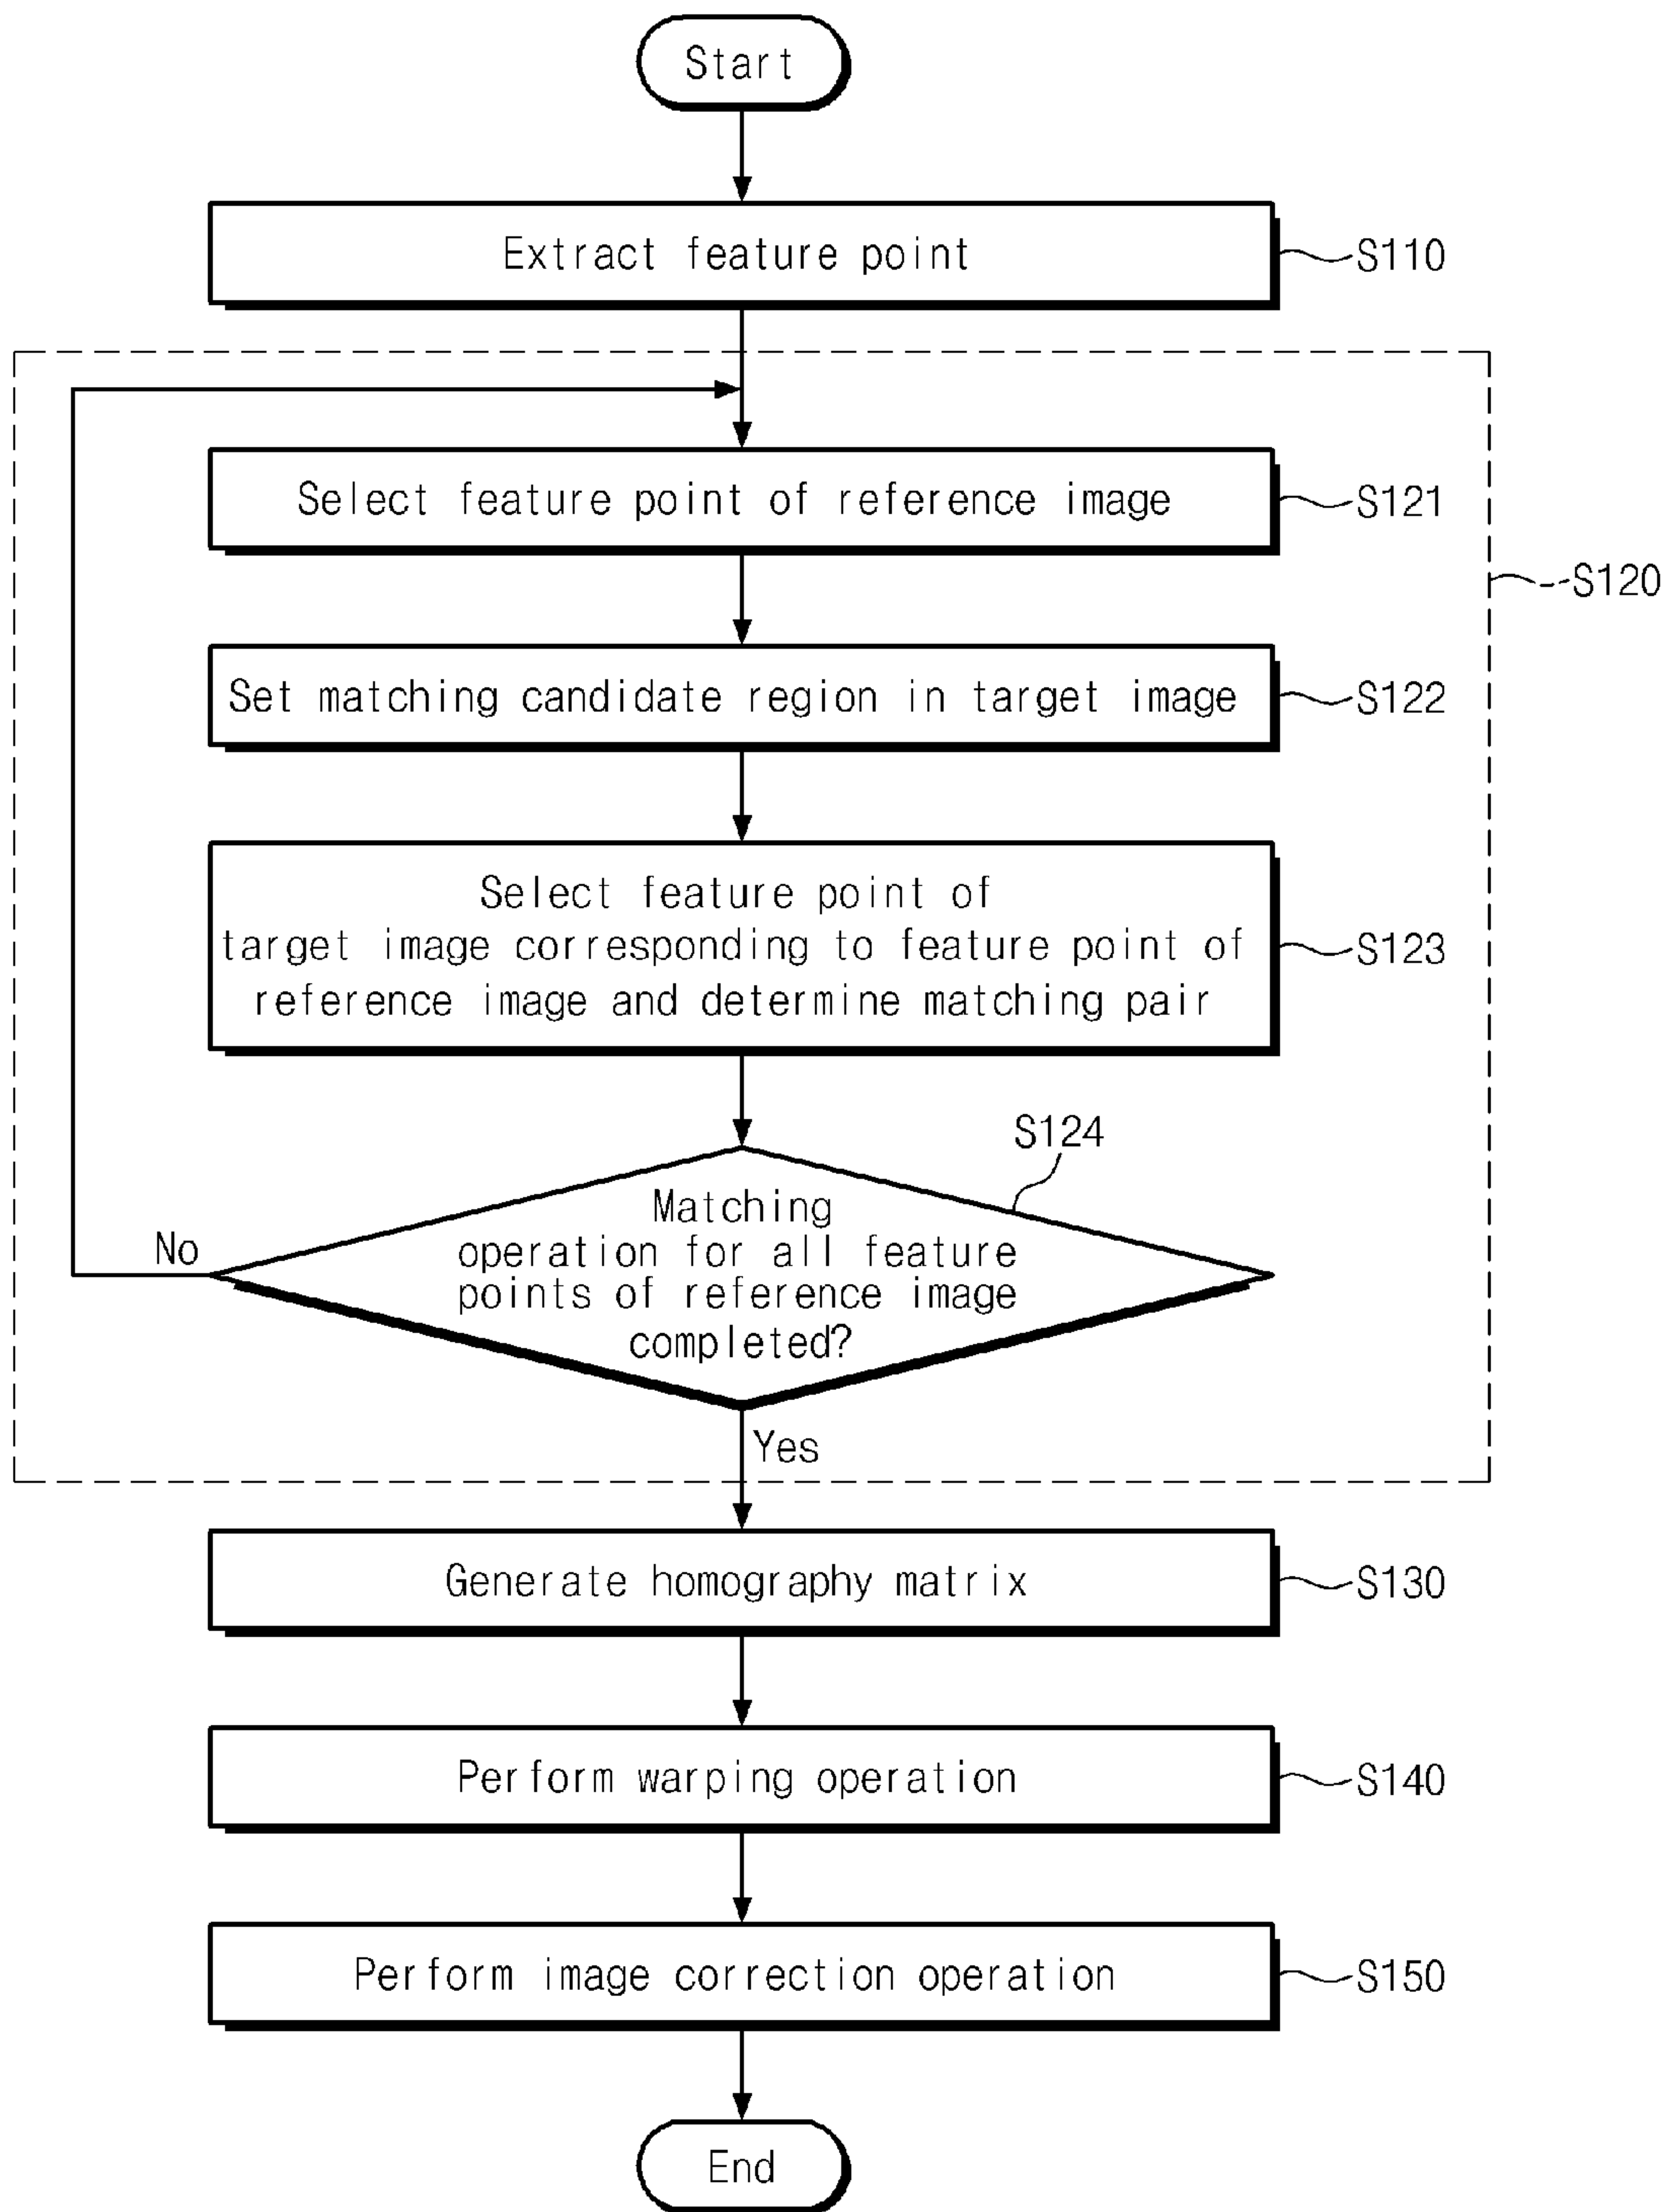 Start
Extract feature point
S110
Select feature point of reference image
S121
S120
Set matching candidate region in target image
S122
Select feature point of
target image corresponding to feature point of
reference image and determine matching pair
S123
S124
Matching
operation for all feature
points of reference image
completed?
No
Yes
Generate homography matrix
S130
Perform warping operation
S140
Perform image correction operation
S150
End